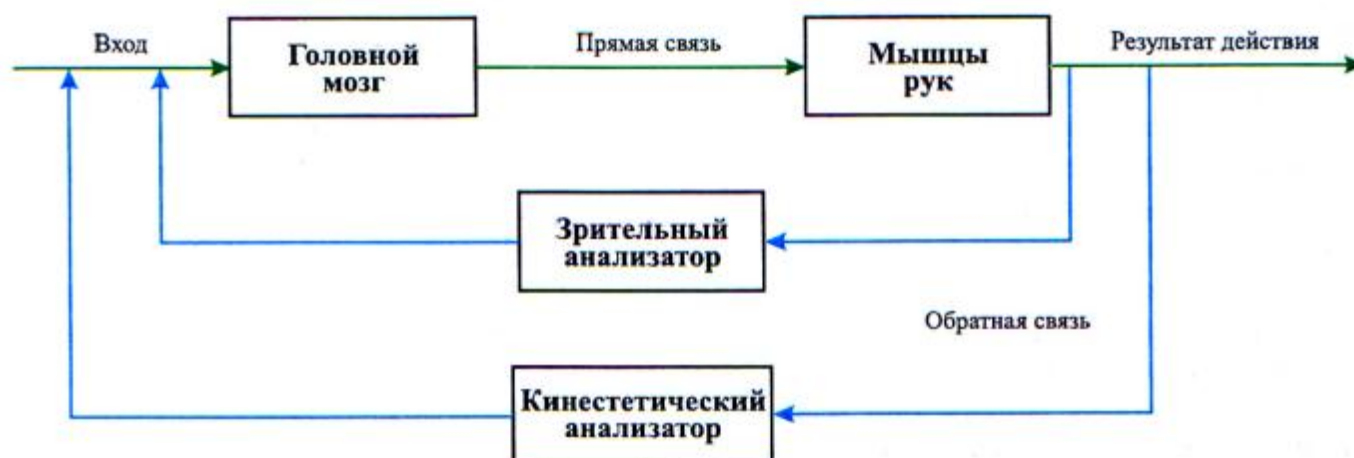 Вход
Головной
мозг
Прямая связь
Мышцы
рук
Результат действия
Зрительный
анализатор
Обратная связь
Кинестетический
анализатор